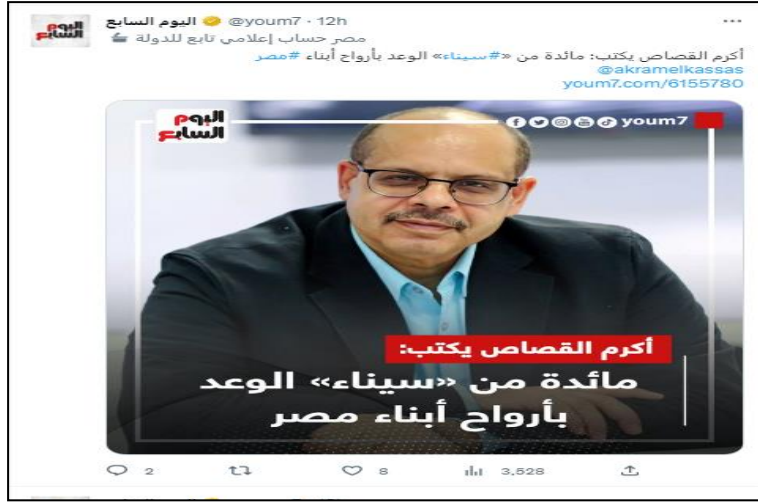 اليوم السابع @youm7 · 12h
مصر حساب إعلامي تابع للدولة
أكرم القصاص يكتب: مائدة من «#سيناء» الوعد بأرواح أبناء #مصر
@akramelkassas
youm7.com/6155780
اليوم السابع
youm7
أكرم القصاص يكتب:
مائدة من «سيناء» الوعد
بأرواح أبناء مصر
2 8 3,528